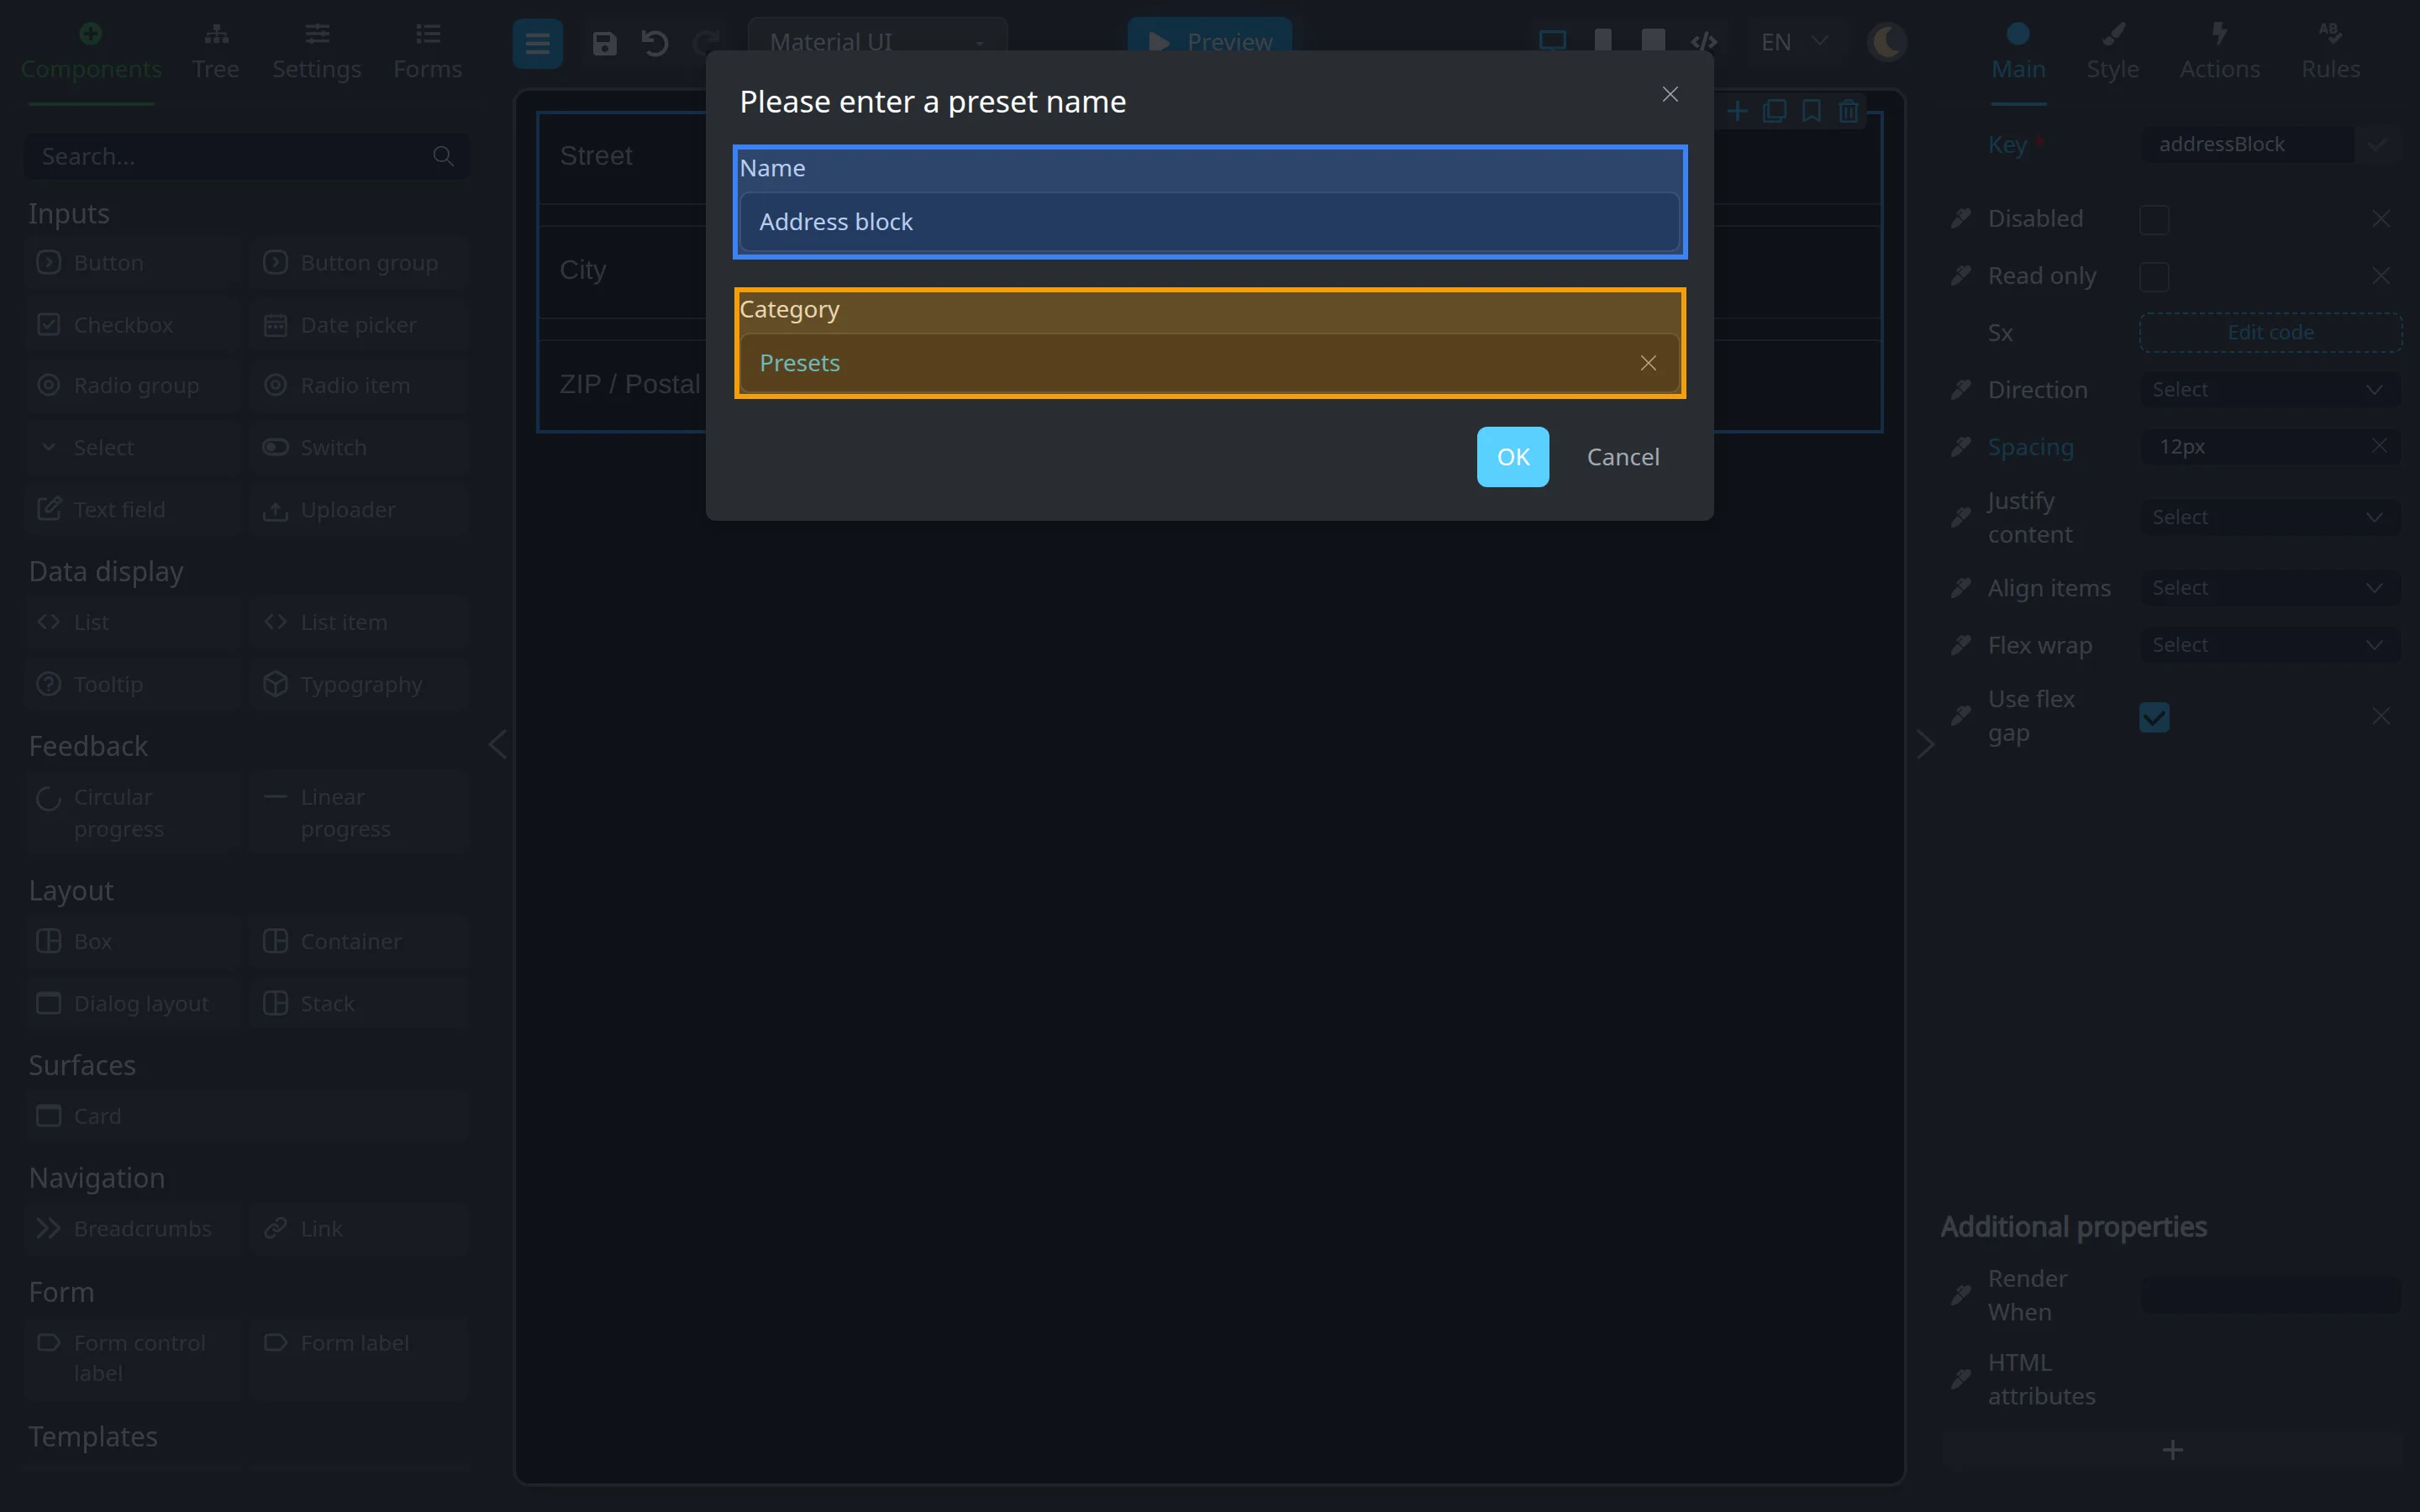 Components
Tree
Settings
Forms
Material UI
Preview
EN
Main
Style
Actions
Rules
Search...
Inputs
Button
Button group
Checkbox
Date picker
Radio group
Radio item
Select
Switch
Text field
Uploader
Data display
List
List item
Tooltip
Typography
Feedback
Circular
progress
Linear
progress
Layout
Box
Container
Dialog layout
Stack
Surfaces
Card
Navigation
Breadcrumbs
Link
Form
Form control
label
Form label
Templates
Street
City
ZIP / Postal
Please enter a preset name
Name
Address block
Category
Presets
OK
Cancel
Key *
addressBlock
Disabled
Read only
Sx
Edit code
Direction
Select
Spacing
12px
Justify
content
Select
Align items
Select
Flex wrap
Select
Use flex
gap
Additional properties
Render
When
HTML
attributes